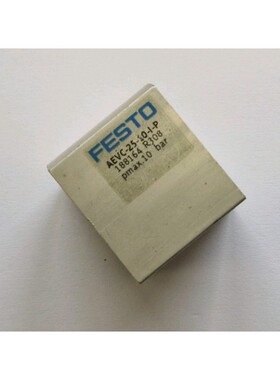 FESTO
AEVC-25-10-I-P
188164 R308
pmax.10 bar